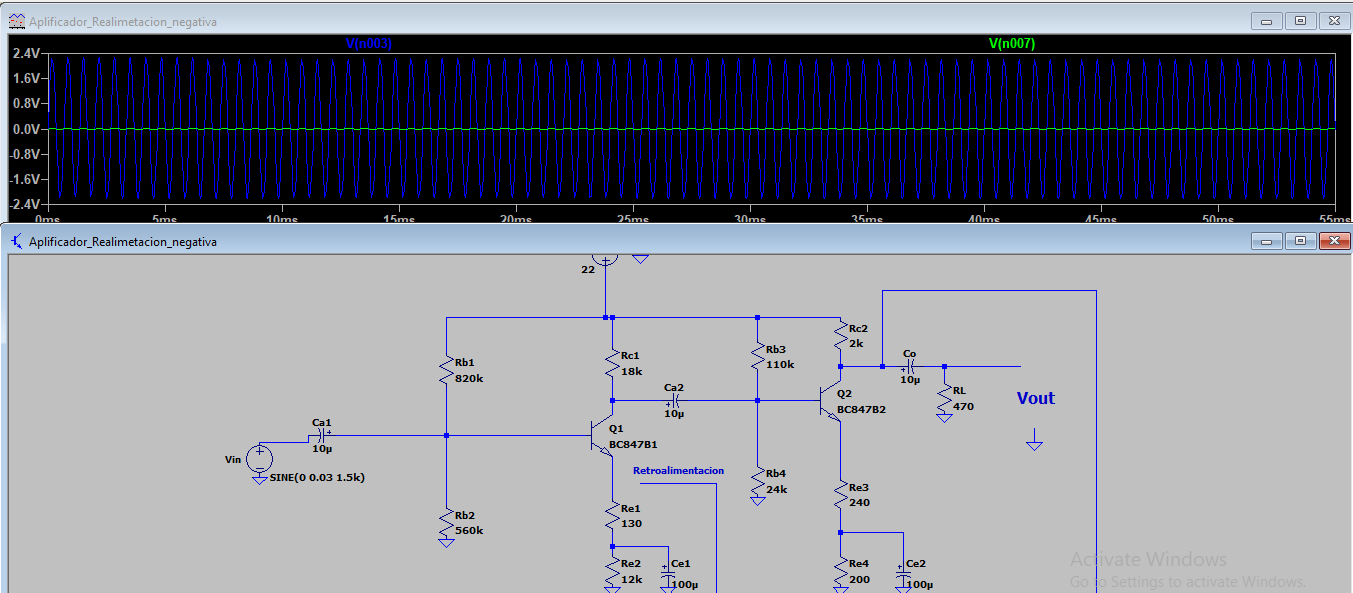 Aplificador_Realimetacion_negativa
V(n003) V(n007)
2.4V
1.6V
0.8V
0.0V
-0.8V
-1.6V
-2.4V
0ms 5ms 10ms 15ms 20ms 25ms 30ms 35ms 40ms 45ms 50ms 55ms
Aplificador_Realimetacion_negativa
22
Rb1
820k
Rc1
18k
Rb3
110k
Rc2
2k
Ca2
10µ
Co
10µ
RL
470
Vout
Q2
BC847B2
Ca1
10µ
Q1
BC847B1
Vin
SINE(0 0.03 1.5k)
Retroalimentacion
Rb4
24k
Re3
240
Rb2
560k
Re1
130
Re2
12k
Ce1
100µ
Re4
200
Ce2
100µ
Activate Windows
Go to Settings to activate Windows.